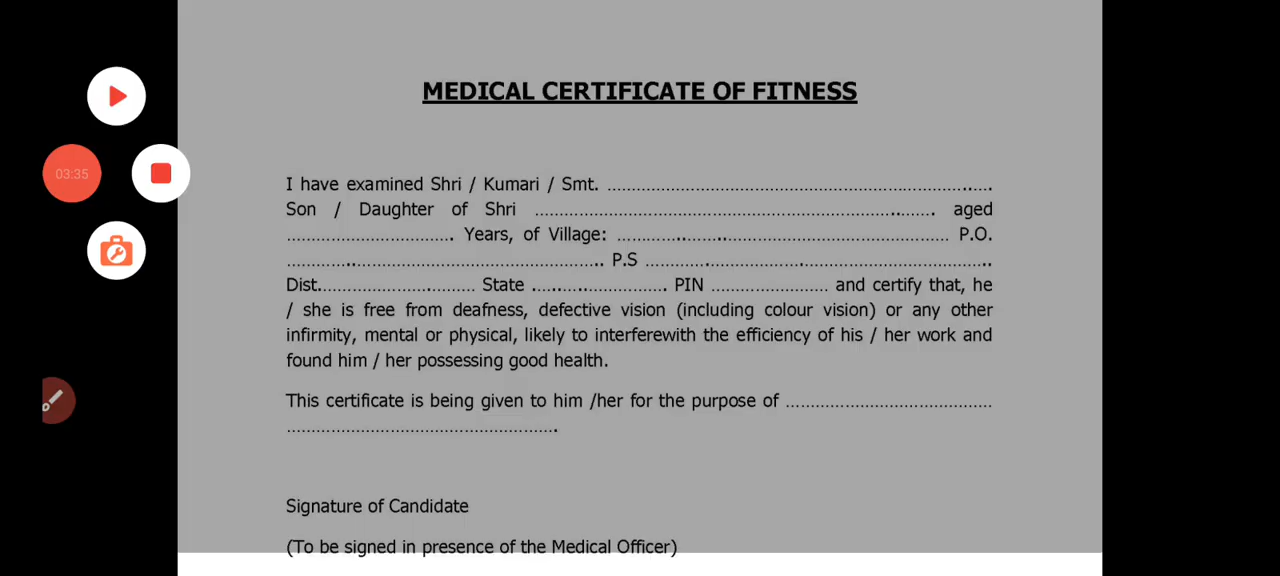 MEDICAL CERTIFICATE OF FITNESS
I have examined Shri / Kumari / Smt. ........................................................................
Son / Daughter of Shri ........................................................................ aged
.................................. Years, of Village: .................................................................... P.O.
................................................................ P.S ......................................................................
Dist................................ State ........................... PIN ........................ and certify that, he
/ she is free from deafness, defective vision (including colour vision) or any other
infirmity, mental or physical, likely to interferewith the efficiency of his / her work and
found him / her possessing good health.
This certificate is being given to him /her for the purpose of ..........................................
.......................................................
Signature of Candidate
(To be signed in presence of the Medical Officer)
03:35